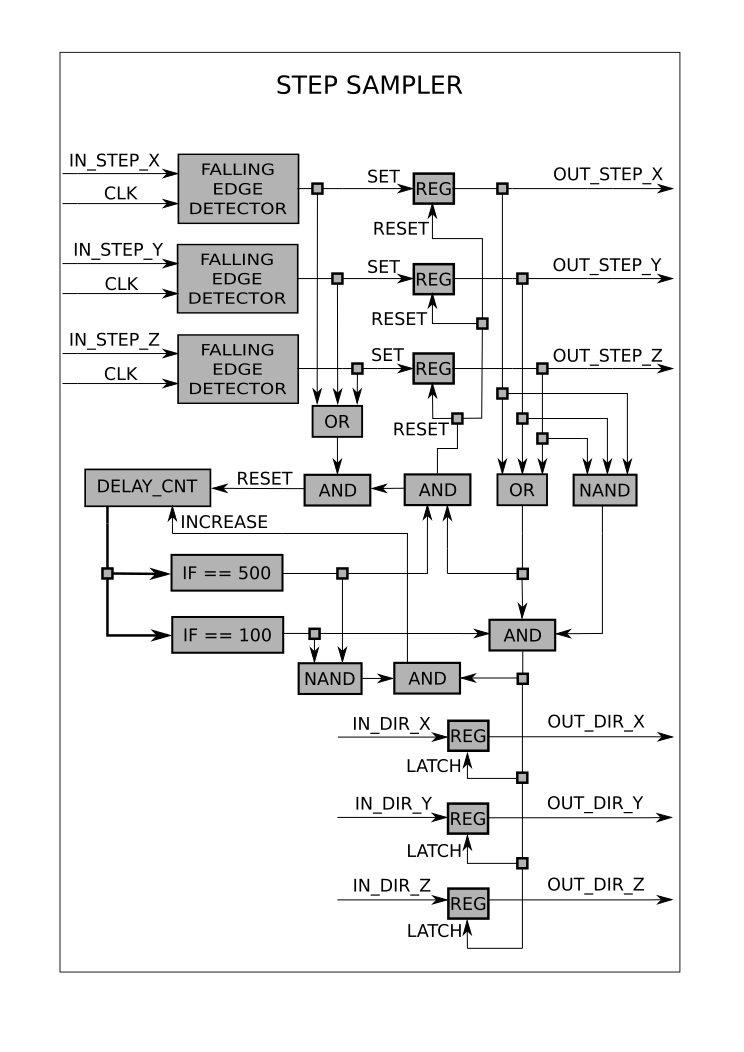 STEP SAMPLER
IN_STEP_X
CLK
FALLING
EDGE
DETECTOR
SET
REG
RESET
OUT_STEP_X
IN_STEP_Y
CLK
FALLING
EDGE
DETECTOR
SET
REG
RESET
OUT_STEP_Y
IN_STEP_Z
CLK
FALLING
EDGE
DETECTOR
SET
REG
RESET
OUT_STEP_Z
OR
DELAY_CNT
RESET
AND
AND
OR
NAND
INCREASE
IF == 500
IF == 100
AND
NAND
AND
IN_DIR_X
REG
LATCH
OUT_DIR_X
IN_DIR_Y
REG
LATCH
OUT_DIR_Y
IN_DIR_Z
REG
LATCH
OUT_DIR_Z